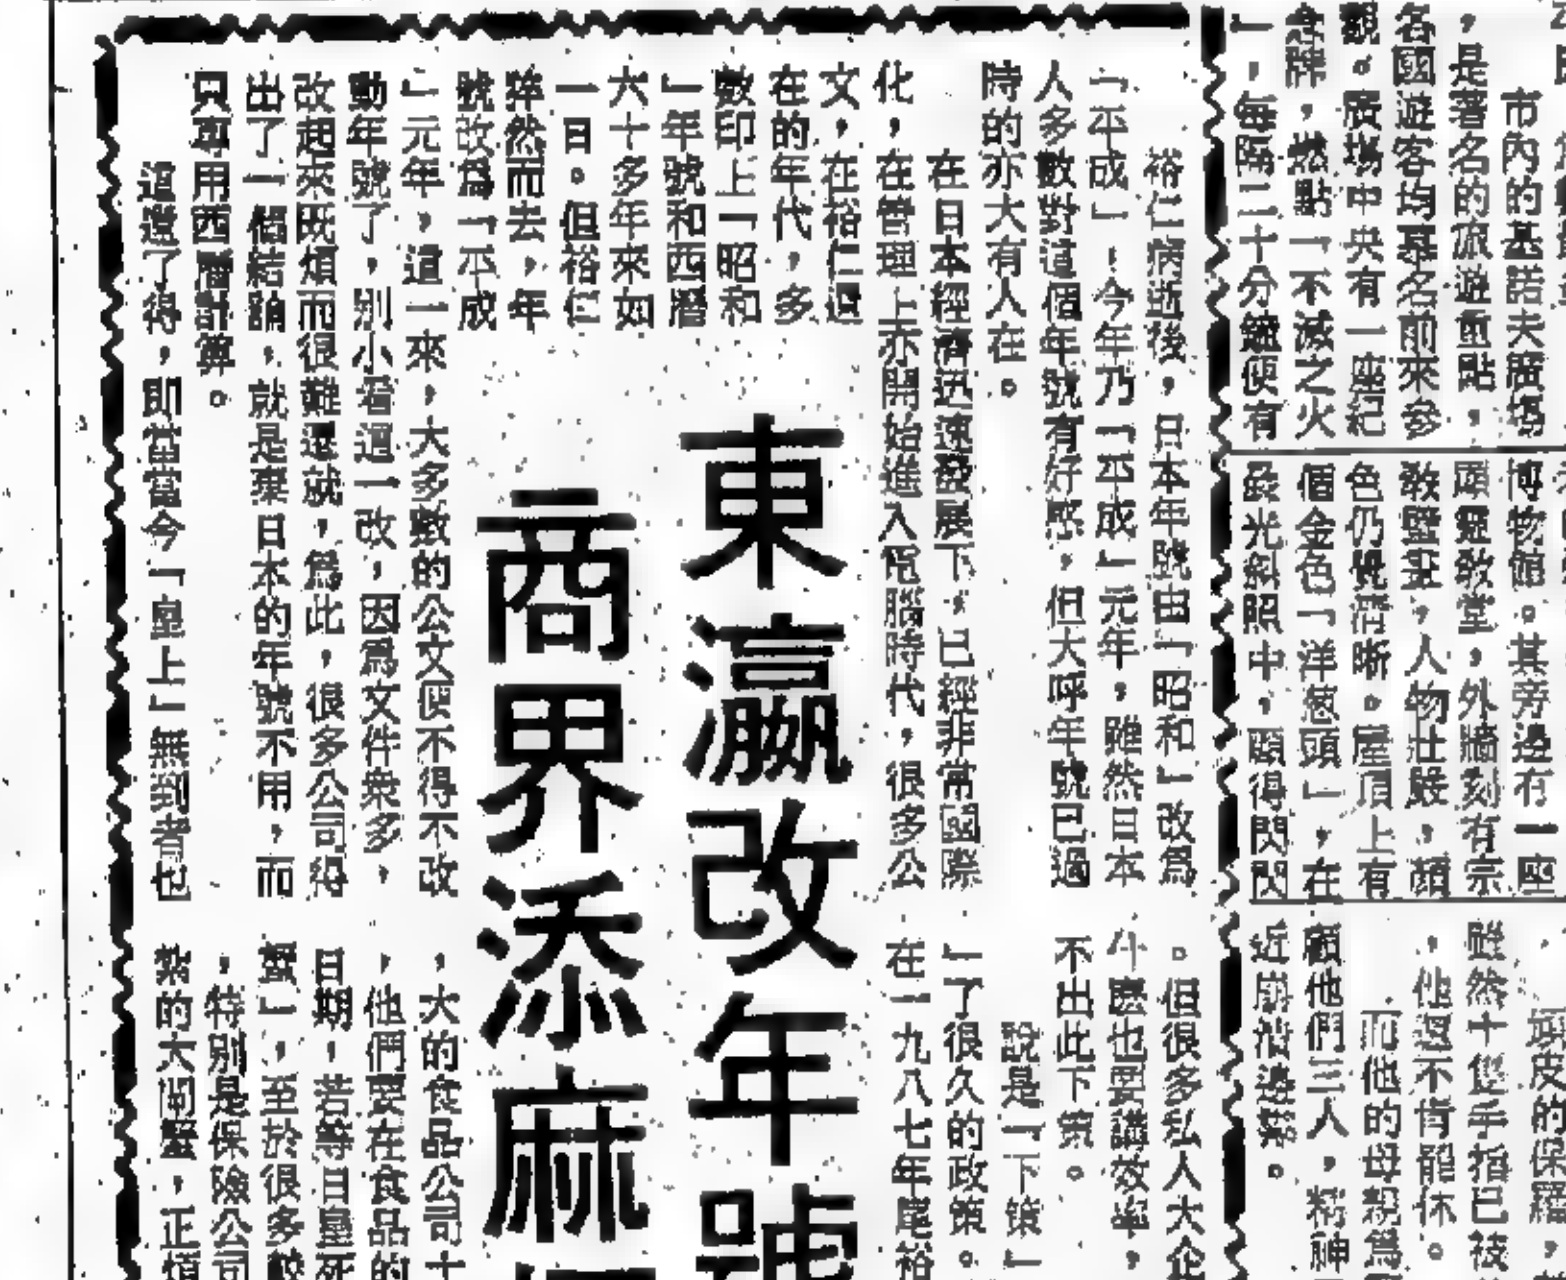 市內的基諾夫廣場
，是著名的旅遊重點，
各國遊客均慕名前來參
觀。廣場中央有一座紀
念牌，燃點「不滅之火
」，每隔二十分鐘便有
博物館。其旁邊有一座
教堂，外牆刻有宗
教壁畫，人物壯嚴，顏
色仍覺清晰。屋頂上有
個金色「洋葱頭」，在
光斜照中，顯得閃閃
頭皮的保羅，
雖然十隻手指已被
，他還不肯罷休。
而他的母親爲
顧他們三人，精神
近崩潰邊緣。
東瀛改年號
商界添麻
裕仁病逝後，日本年號由「昭和」改爲
「平成」！今年乃「平成」元年，雖然日本
人多數對這個年號有好感，但大呼年號已過
時的亦大有人在。
在日本經濟迅速發展下，已經非常國際
化，在管理上亦開始進入電腦時代，很多公
文，在裕仁還
在的年代，多
數印上「昭和
」年號和西曆
六十多年來如
一日。但裕仁
猝然而去，年
號改爲「平成
」元年，這一來，大多數的公文便不得不改
動年號了，別小看這一改，因爲文件衆多，
改起來既煩而很難遷就，爲此，很多公司得
出了一個結論，就是棄日本的年號不用，而
只專用西曆計算。
這還了得，即當當今「皇上」無到者也
。但很多私人大企
業也要講效率，
不出此下策。
說是「下策」
」了很久的政策。
在一九八七年尾裕
，大的食品公司十
，他們要在食品的
日期，若等日皇死
」，至於很多較
，特別是保險公司
的大問題，正煩